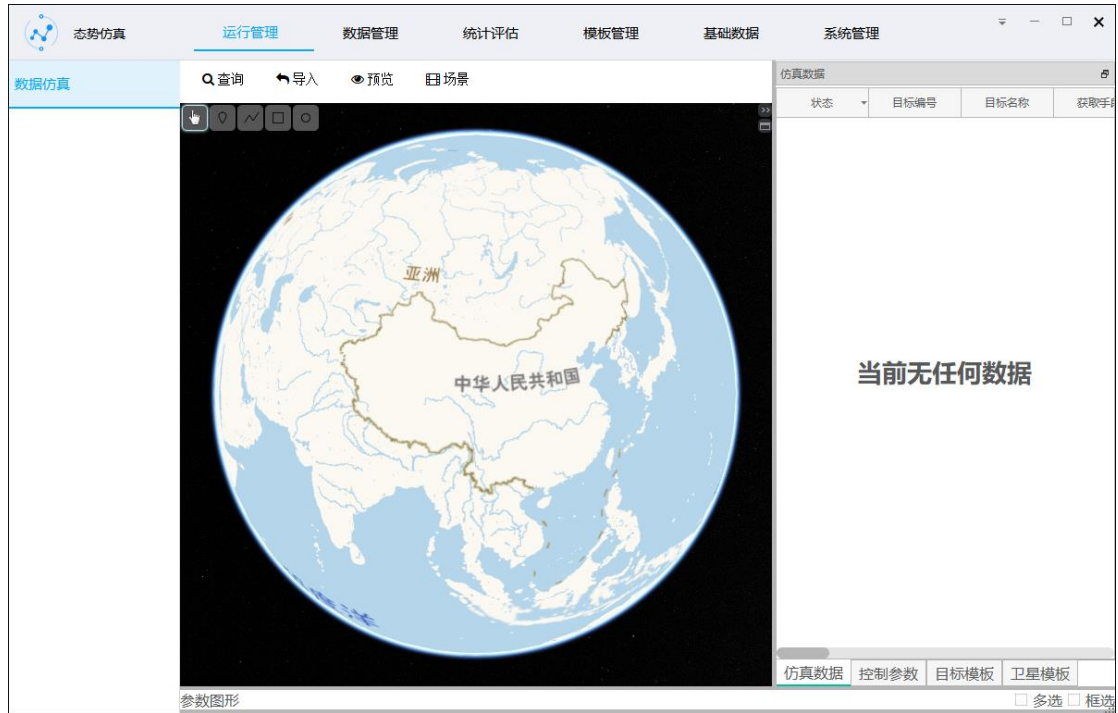 态势仿真 运行管理 数据管理 统计评估 模板管理 基础数据 系统管理
数据仿真
查询 导入 预览 场景
仿真数据
状态 目标编号 目标名称 获取手段
亚洲
中华人民共和国
当前无任何数据
仿真数据 控制参数 目标模板 卫星模板
参数图形 多选 框选